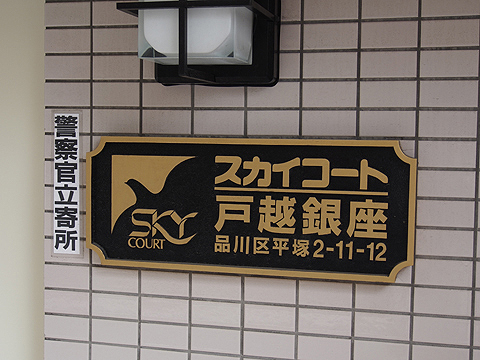 警察官立寄所
SKY
COURT
スカイコート
戸越銀座
品川区平塚2-11-12